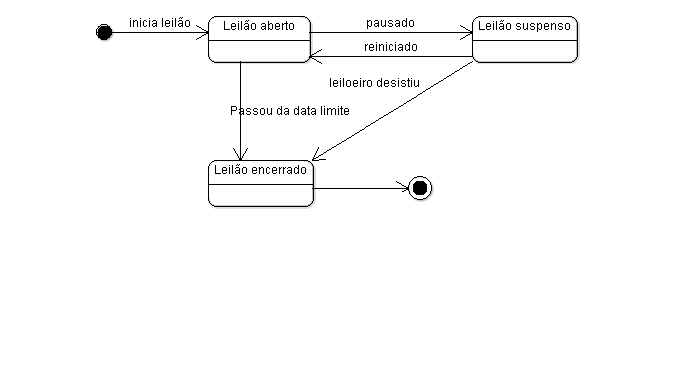 inicia leilão
Leilão aberto
pausado
Leilão suspenso
reiniciado
leiloeiro desistiu
Passou da data limite
Leilão encerrado